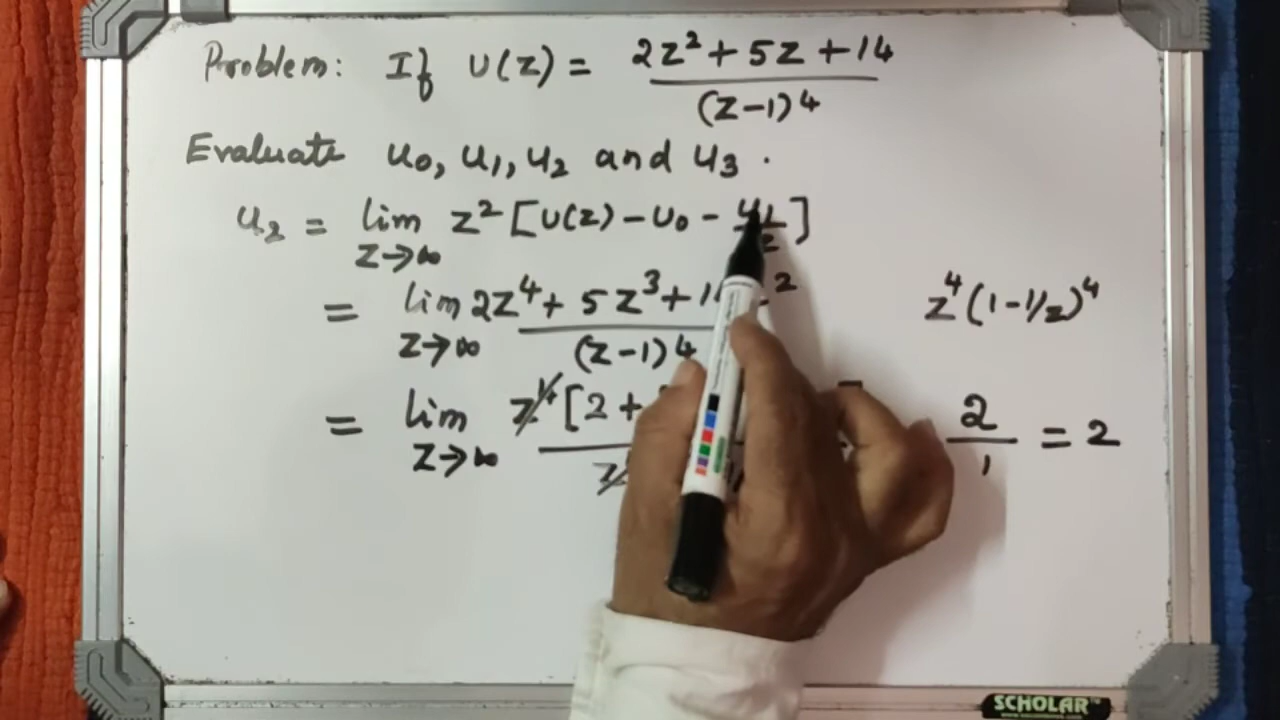 Problem: If U(z) = 2z² + 5z + 14 / (z-1)⁴
Evaluate u₀, u₁, u₂ and u₃.
u₂ = lim z→∞ z² [U(z) - u₀ - u₁/z]
= lim z→∞ 2z⁴ + 5z³ + 1 ² / (z-1)⁴
z⁴(1-1/z)⁴
= lim z→∞ z⁴ [2 + / z
2/1 = 2
SCHOLAR